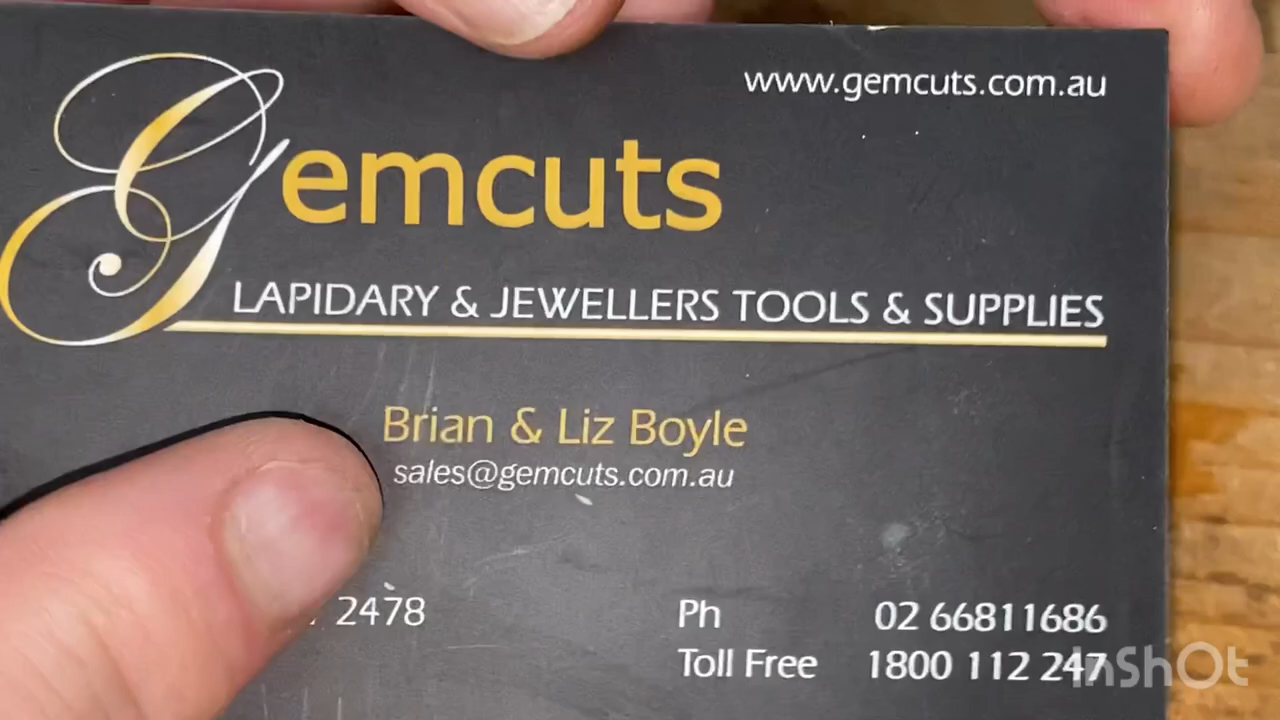 www.gemcuts.com.au
Gemcuts
LAPIDARY & JEWELLERS TOOLS & SUPPLIES
Brian & Liz Boyle
sales@gemcuts.com.au
2478
Ph 02 66811686
Toll Free 1800 112 247
InShOt